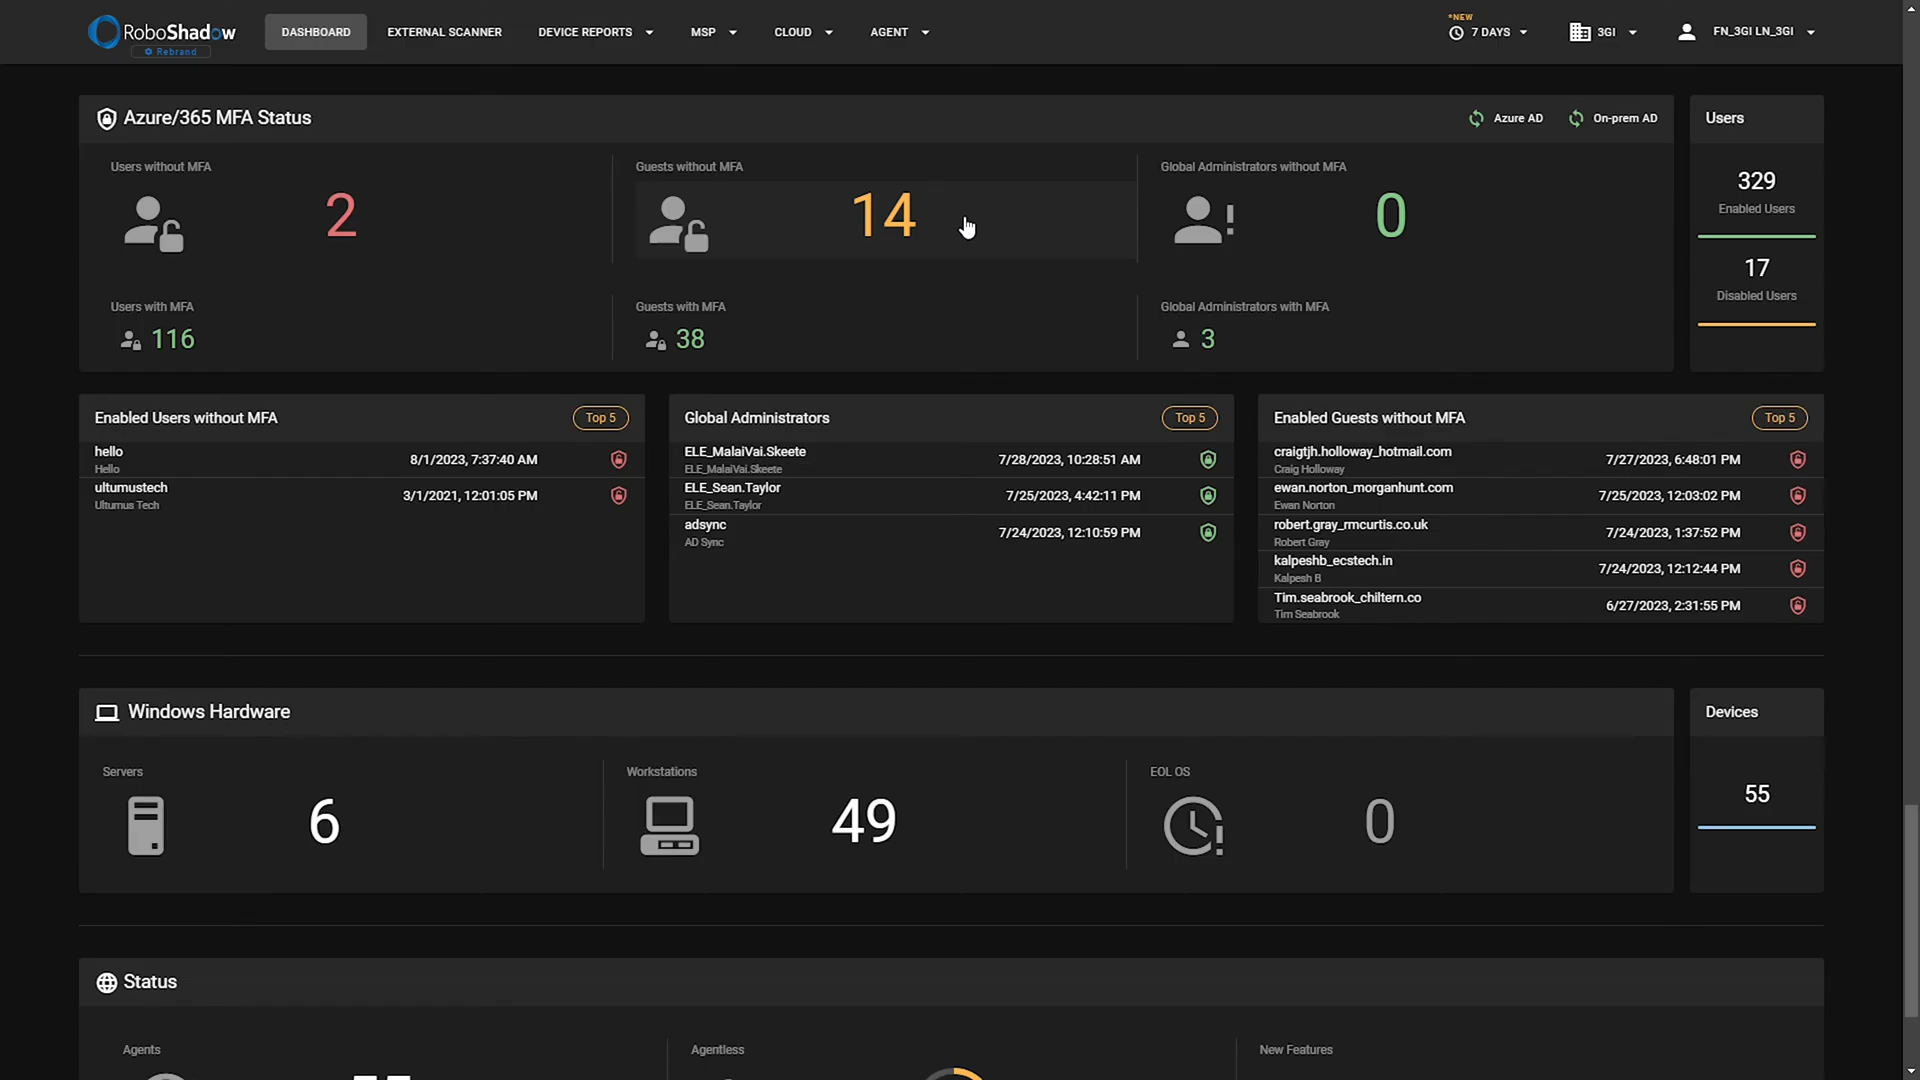 RoboShadow
Rebrand
DASHBOARD
EXTERNAL SCANNER
DEVICE REPORTS
MSP
CLOUD
AGENT
*NEW
7 DAYS
3GI
FN_3GI LN_3GI
Azure/365 MFA Status
Azure AD
On-prem AD
Users
Users without MFA
2
Guests without MFA
14
Global Administrators without MFA
0
329
Enabled Users
17
Disabled Users
Users with MFA
116
Guests with MFA
38
Global Administrators with MFA
3
Enabled Users without MFA
Top 5
hello
Hello
8/1/2023, 7:37:40 AM
ultumustech
Ultumus Tech
3/1/2021, 12:01:05 PM
Global Administrators
Top 5
ELE_MalaiVai.Skeete
ELE_MalaiVai.Skeete
7/28/2023, 10:28:51 AM
ELE_Sean.Taylor
ELE_Sean.Taylor
7/25/2023, 4:42:11 PM
adsync
AD Sync
7/24/2023, 12:10:59 PM
Enabled Guests without MFA
Top 5
craigtjh.holloway_hotmail.com
Craig Holloway
7/27/2023, 6:48:01 PM
ewan.norton_morganhunt.com
Ewan Norton
7/25/2023, 12:03:02 PM
robert.gray_rmcurtis.co.uk
Robert Gray
7/24/2023, 1:37:52 PM
kalpeshb_ecstech.in
Kalpesh B
7/24/2023, 12:12:44 PM
Tim.seabrook_chiltern.co
Tim Seabrook
6/27/2023, 2:31:55 PM
Windows Hardware
Devices
Servers
6
Workstations
49
EOL OS
0
55
Status
Agents
Agentless
New Features